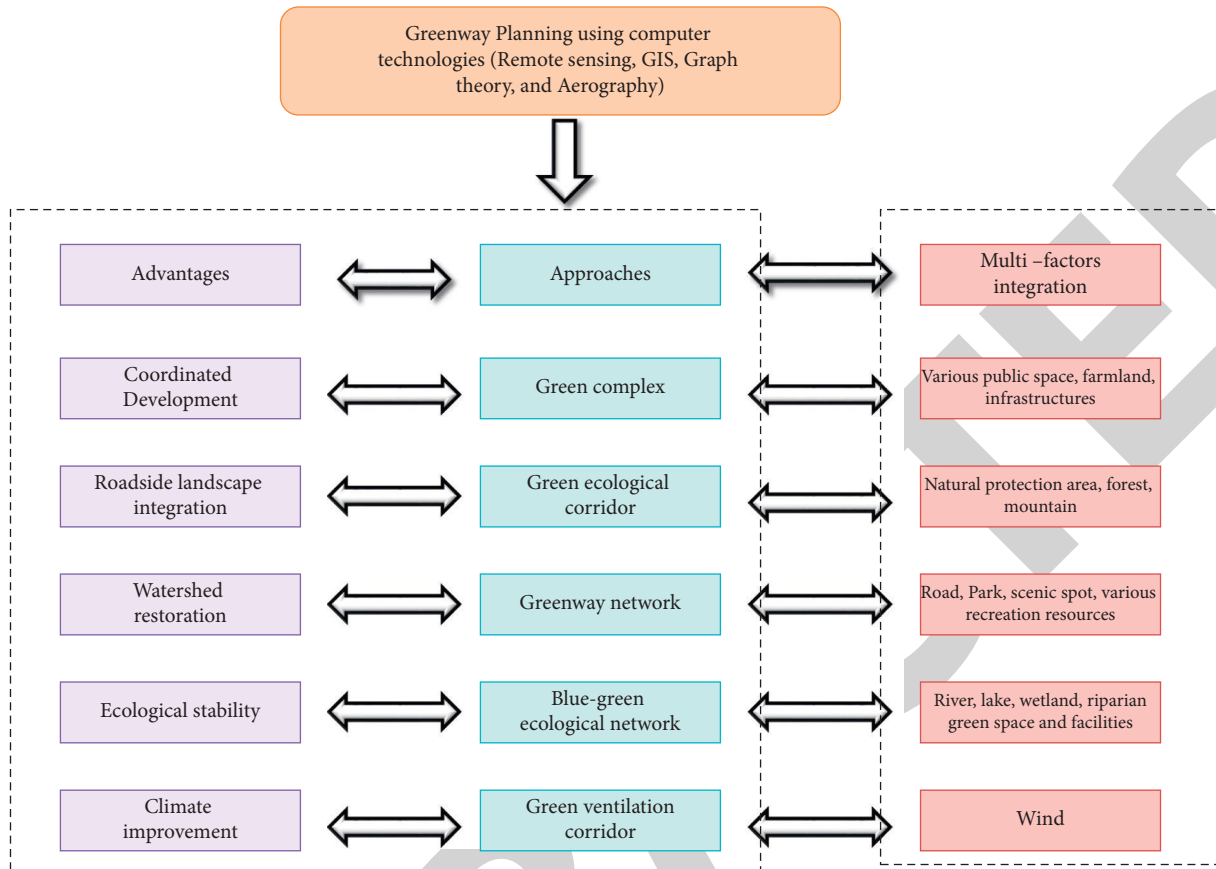 Greenway Planning using computer
technologies (Remote sensing, GIS, Graph
theory, and Aerography)
Advantages
Approaches
Multi –factors
integration
Coordinated
Development
Green complex
Various public space, farmland,
infrastructures
Roadside landscape
integration
Green ecological
corridor
Natural protection area, forest,
mountain
Watershed
restoration
Greenway network
Road, Park, scenic spot, various
recreation resources
Ecological stability
Blue-green
ecological network
River, lake, wetland, riparian
green space and facilities
Climate
improvement
Green ventilation
corridor
Wind